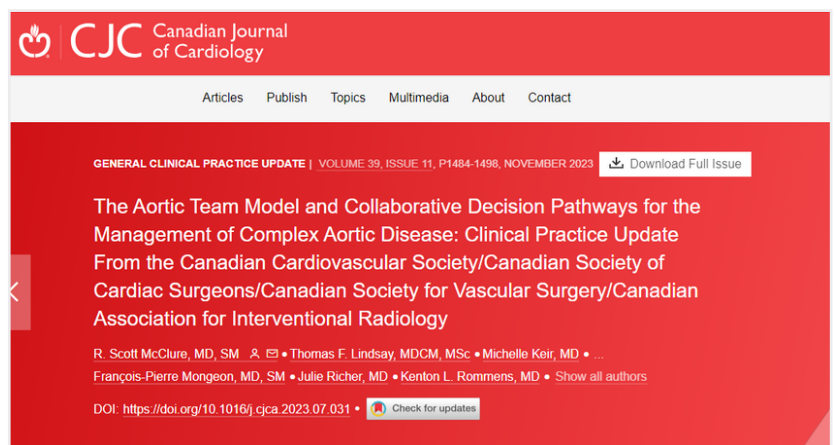 CJC Canadian Journal
of Cardiology
Articles Publish Topics Multimedia About Contact
GENERAL CLINICAL PRACTICE UPDATE | VOLUME 39, ISSUE 11, P1484-1498, NOVEMBER 2023 Download Full Issue
The Aortic Team Model and Collaborative Decision Pathways for the
Management of Complex Aortic Disease: Clinical Practice Update
From the Canadian Cardiovascular Society/Canadian Society of
Cardiac Surgeons/Canadian Society for Vascular Surgery/Canadian
Association for Interventional Radiology
R. Scott McClure, MD, SM • Thomas F. Lindsay, MDCM, MSc • Michelle Keir, MD • ...
François-Pierre Mongeon, MD, SM • Julie Richer, MD • Kenton L. Rommens, MD • Show all authors
DOI: https://doi.org/10.1016/j.cjca.2023.07.031 • Check for updates